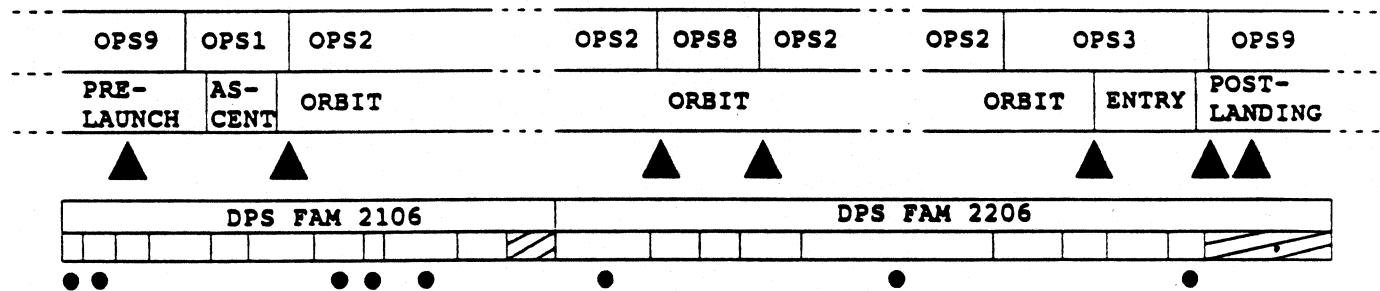 OPS9 OPS1 OPS2 OPS2 OPS8 OPS2 OPS2 OPS3 OPS9
PRE- AS- POST-
LAUNCH CENT ORBIT ORBIT ORBIT ENTRY LANDING
DPS FAM 2106 DPS FAM 2206